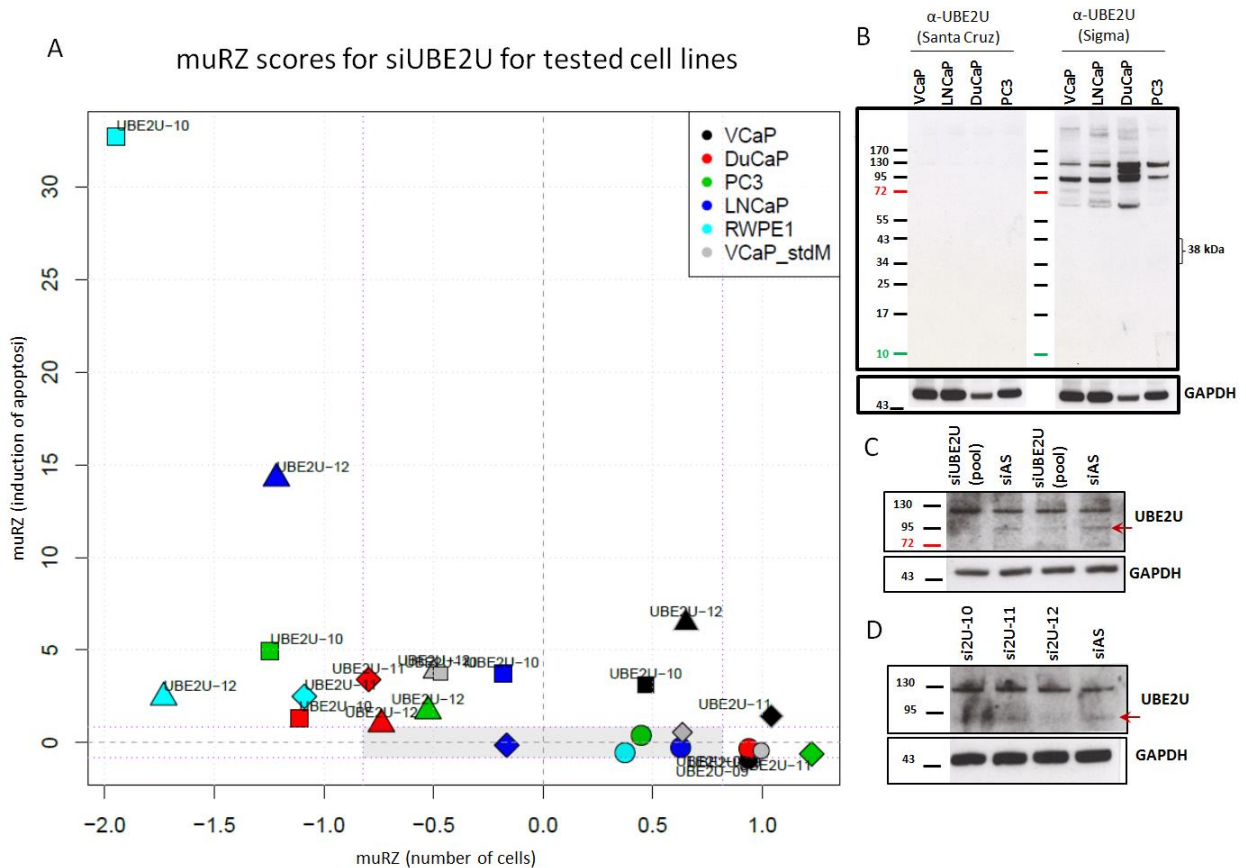 A
muRZ scores for siUBE2U for tested cell lines
UBE2U−10
VCaP
DuCaP
PC3
LNCaP
RWPE1
VCaP_stdM
UBE2U−12
UBE2U−12
UBE2U−10
UBE2U−11
UBE2U−12
UBE2U−10
UBE2U−10
UBE2U−12
UBE2U−11
UBE2U−10
UBE2U−12
UBE2U−12
UBE2U−11
UBE2U−09
UBE2U−11
30
25
20
15
10
5
0
muRZ (induction of apoptosi)
−2.0 −1.5 −1.0 −0.5 0.0 0.5 1.0
muRZ (number of cells)
B
α-UBE2U
(Santa Cruz)
α-UBE2U
(Sigma)
VCaP LNCaP DuCaP PC3 VCaP LNCaP DuCaP PC3
170
130
95
72
55
43
34
25
17
10
38 kDa
43
GAPDH
C
siUBE2U (pool) siAS siUBE2U (pool) siAS
130
95
72
UBE2U
43
GAPDH
D
si2U-10 si2U-11 si2U-12 siAS
130
95
UBE2U
43
GAPDH